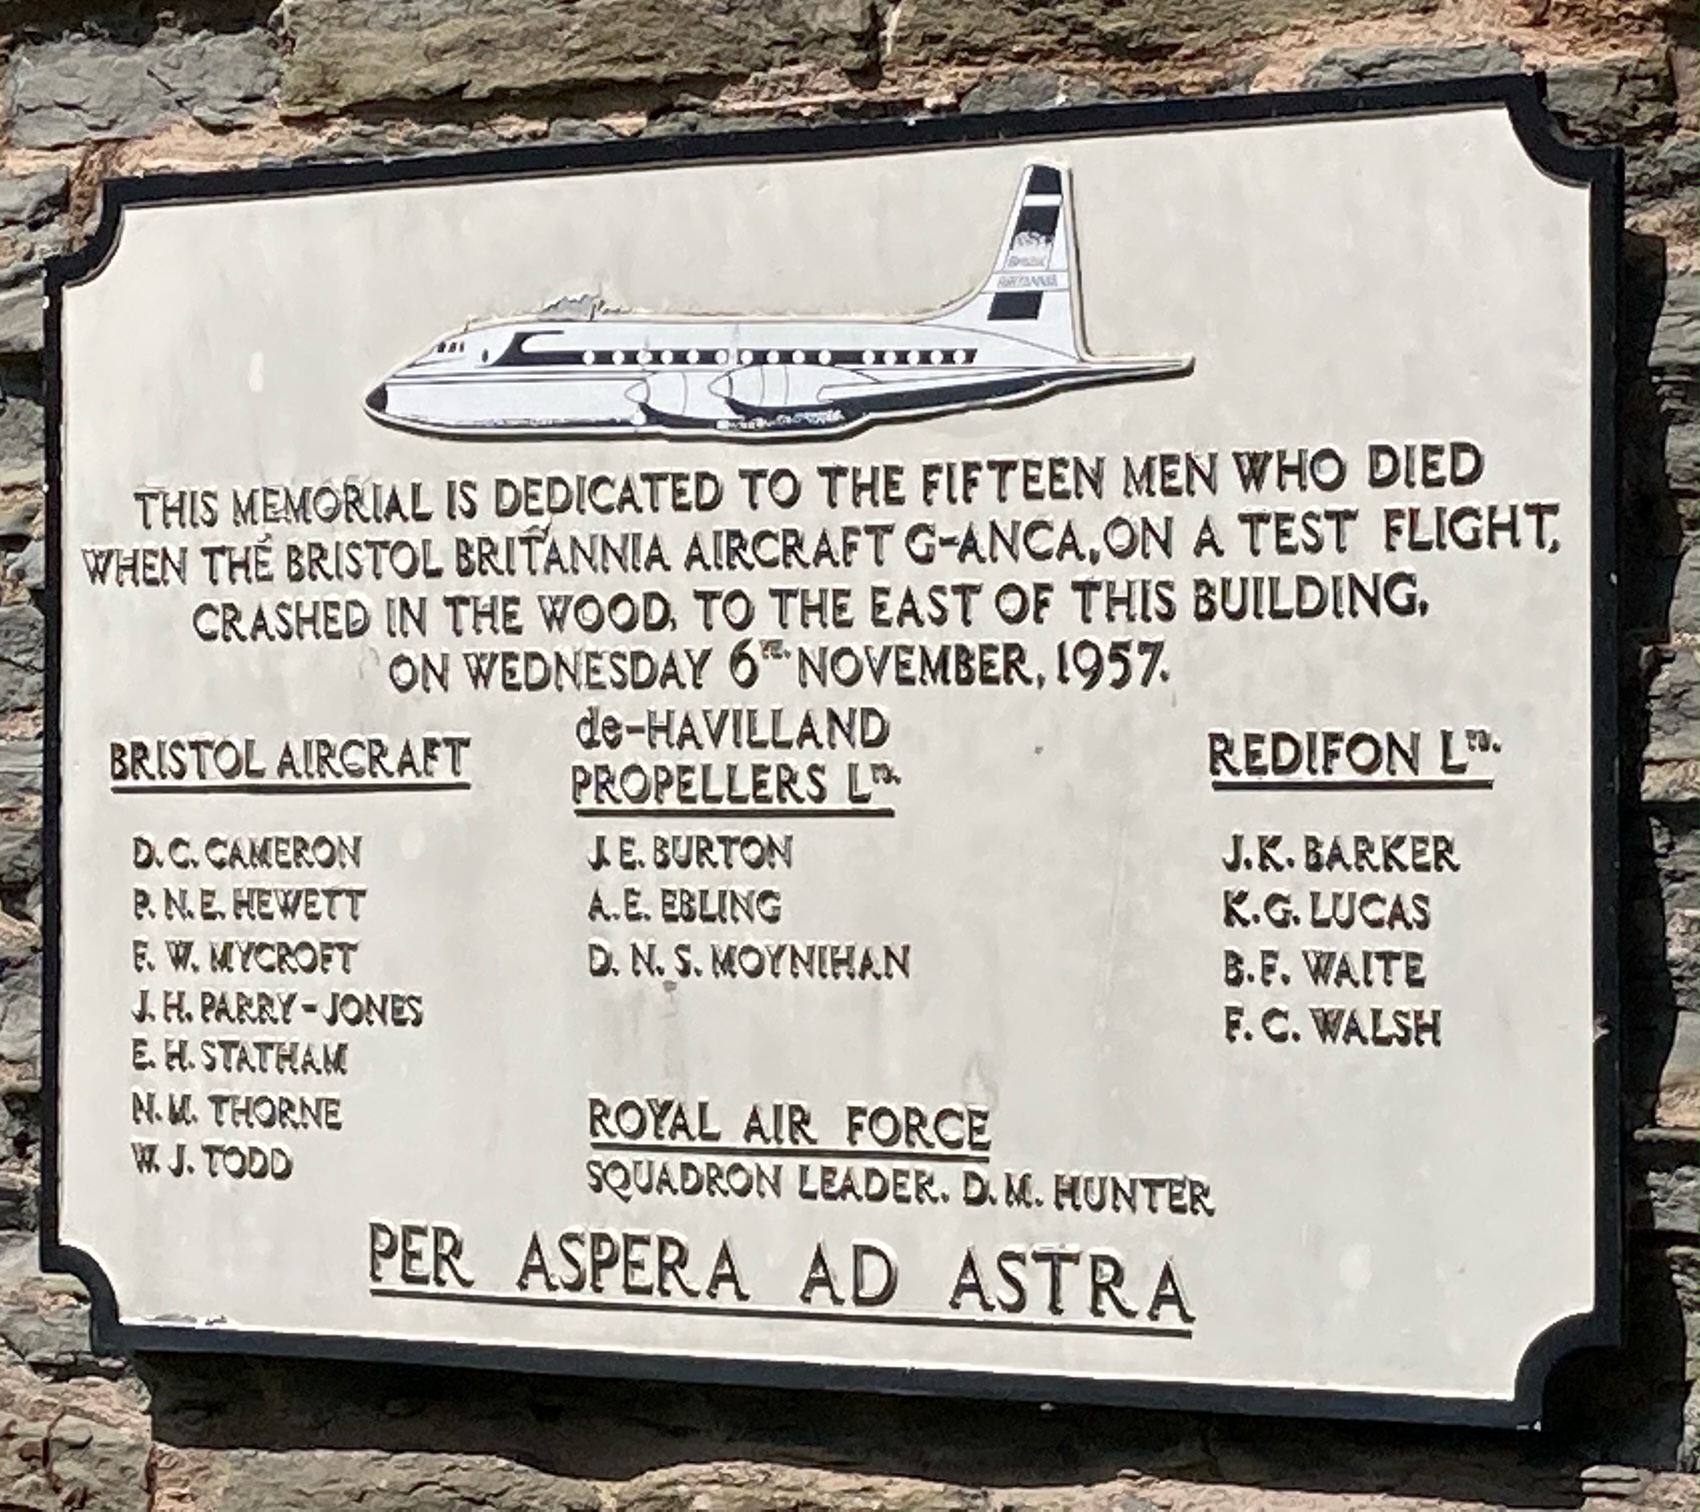 BRISTOL
BRITANNIA
THIS MEMORIAL IS DEDICATED TO THE FIFTEEN MEN WHO DIED
WHEN THE BRISTOL BRITANNIA AIRCRAFT G-ANCA, ON A TEST FLIGHT,
CRASHED IN THE WOOD, TO THE EAST OF THIS BUILDING,
ON WEDNESDAY 6TH. NOVEMBER, 1957.
BRISTOL AIRCRAFT
D. C. CAMERON
P. N. E. HEWETT
F. W. MYCROFT
J. H. PARRY-JONES
E. H. STATHAM
N. M. THORNE
W. J. TODD
de-HAVILLAND
PROPELLERS LTD.
J. E. BURTON
A. E. EBLING
D. N. S. MOYNIHAN
REDIFON LTD.
J. K. BARKER
K. G. LUCAS
B. F. WAITE
F. C. WALSH
ROYAL AIR FORCE
SQUADRON LEADER. D. M. HUNTER
PER ASPERA AD ASTRA